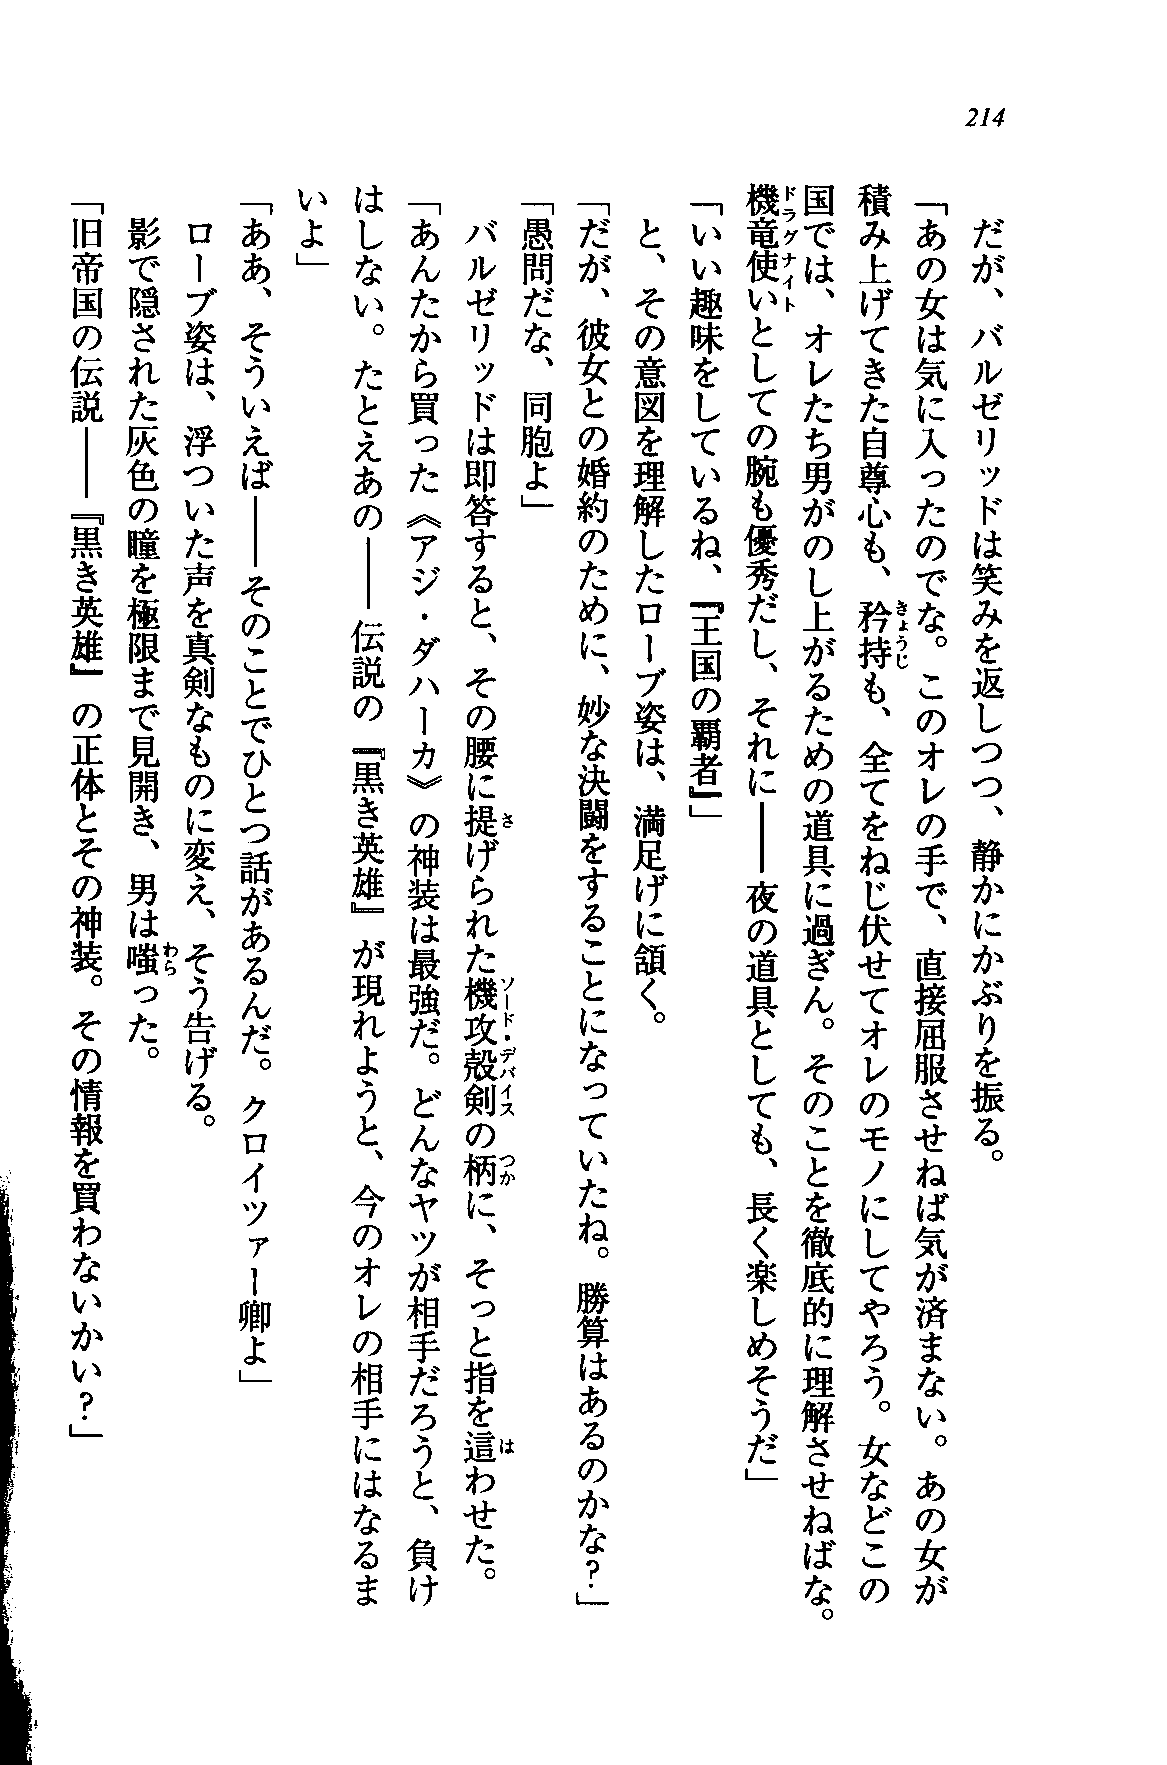 214
だが、バルゼリッドは笑みを返しつつ、静かにかぶりを振る。
「あの女は気に入ったのでな。このオレの手で、直接屈服させねば気が済まない。あの女が
積み上げてきた自尊心も、矜持も、全てをねじ伏せてオレのモノにしてやろう。女などこの
国では、オレたち男がのし上がるための道具に過ぎん。そのことを徹底的に理解させねばな。
機竜使いとしての腕も優秀だし、それに――夜の道具としても、長く楽しめそうだ」
「いい趣味をしているね、『王国の覇者』」
と、その意図を理解したローブ姿は、満足げに頷く。
「だが、彼女との婚約のために、妙な決闘をすることになっていたね。勝算はあるのかな？」
「愚問だな、同胞よ」
バルゼリッドは即答すると、その腰に提げられた機攻殻剣の柄に、そっと指を這わせた。
「あんたから買った《アジ・ダハーカ》の神装は最強だ。どんなヤツが相手だろうと、負け
はしない。たとえあの――伝説の『黒き英雄』が現れようと、今のオレの相手にはなるま
いよ」
「ああ、そういえば――そのことでひとつ話があるんだ。クロイツァー卿よ」
ローブ姿は、浮ついた声を真剣なものに変え、そう告げる。
影で隠された灰色の瞳を極限まで見開き、男は嗤った。
「旧帝国の伝説――『黒き英雄』の正体とその神装。その情報を買わないかい？」